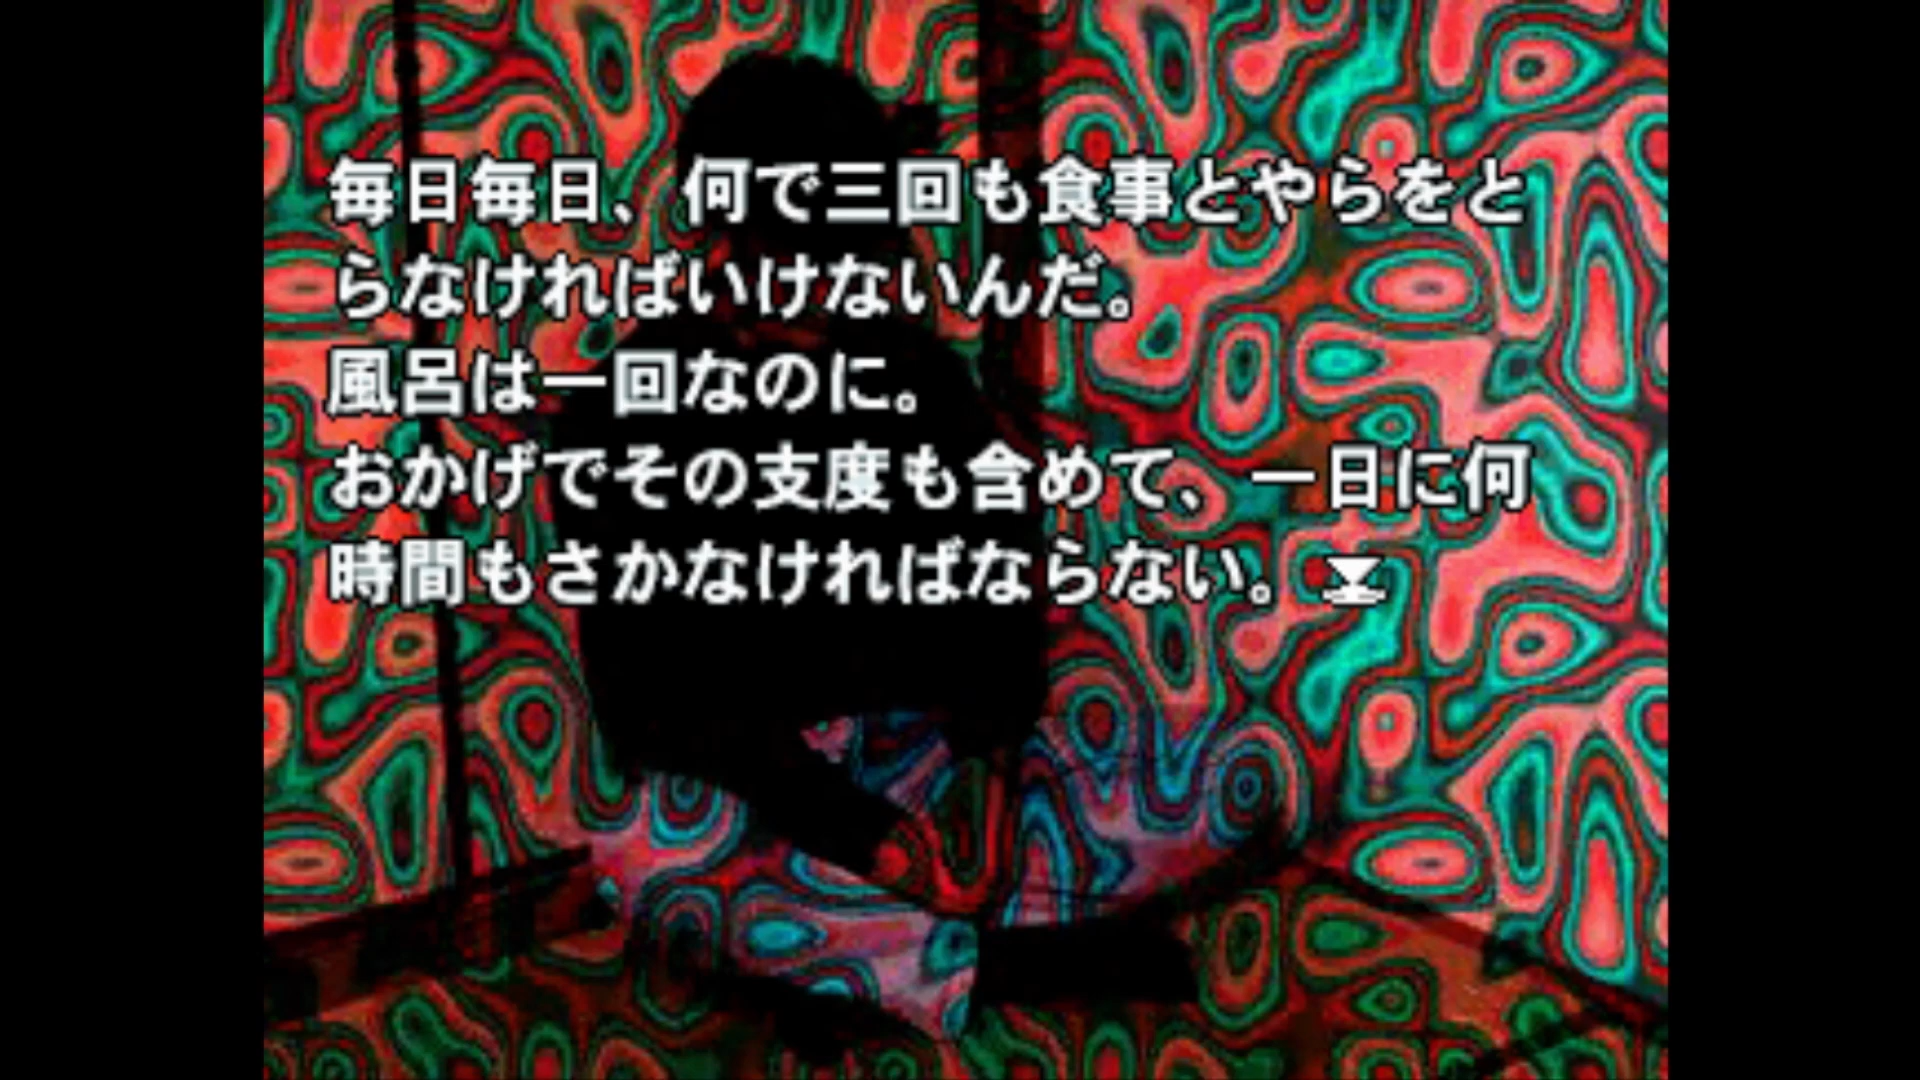 毎日毎日、何で三回も食事とやらをと
らなければいけないんだ。
風呂は一回なのに。
おかげでその支度も含めて、一日に何
時間もさかなければならない。